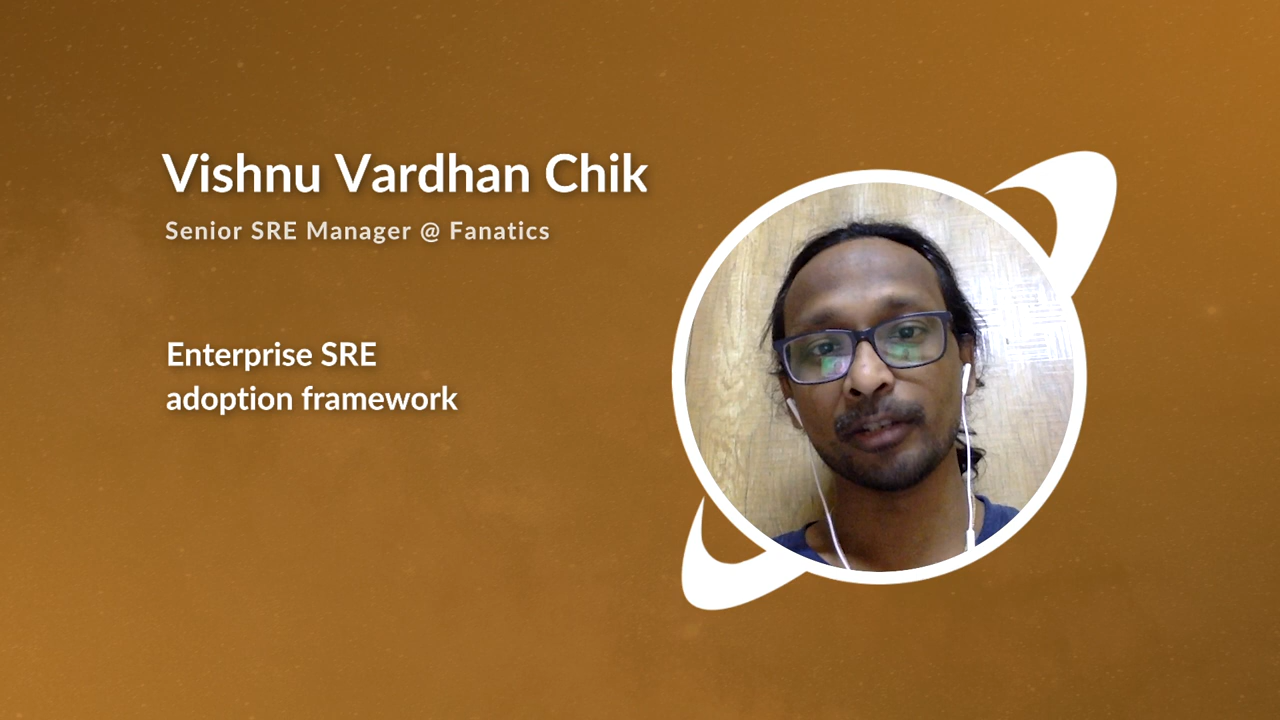 Vishnu Vardhan Chik
Senior SRE Manager @ Fanatics
Enterprise SRE
adoption framework